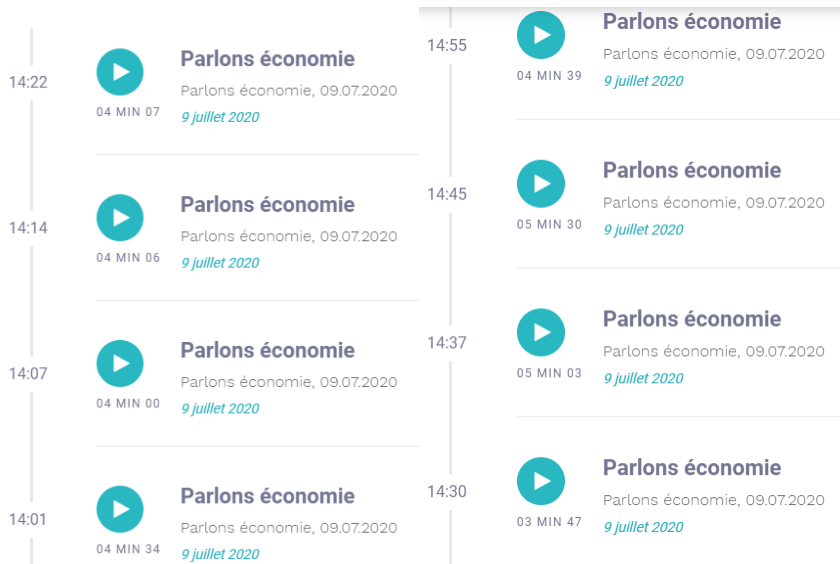 14:22
Parlons économie
Parlons économie, 09.07.2020
04 MIN 07
9 juillet 2020
14:14
Parlons économie
Parlons économie, 09.07.2020
04 MIN 06
9 juillet 2020
14:07
Parlons économie
Parlons économie, 09.07.2020
04 MIN 00
9 juillet 2020
14:01
Parlons économie
Parlons économie, 09.07.2020
04 MIN 34
9 juillet 2020
14:55
Parlons économie
Parlons économie, 09.07.2020
04 MIN 39
9 juillet 2020
14:45
Parlons économie
Parlons économie, 09.07.2020
05 MIN 30
9 juillet 2020
14:37
Parlons économie
Parlons économie, 09.07.2020
05 MIN 03
9 juillet 2020
14:30
Parlons économie
Parlons économie, 09.07.2020
03 MIN 47
9 juillet 2020